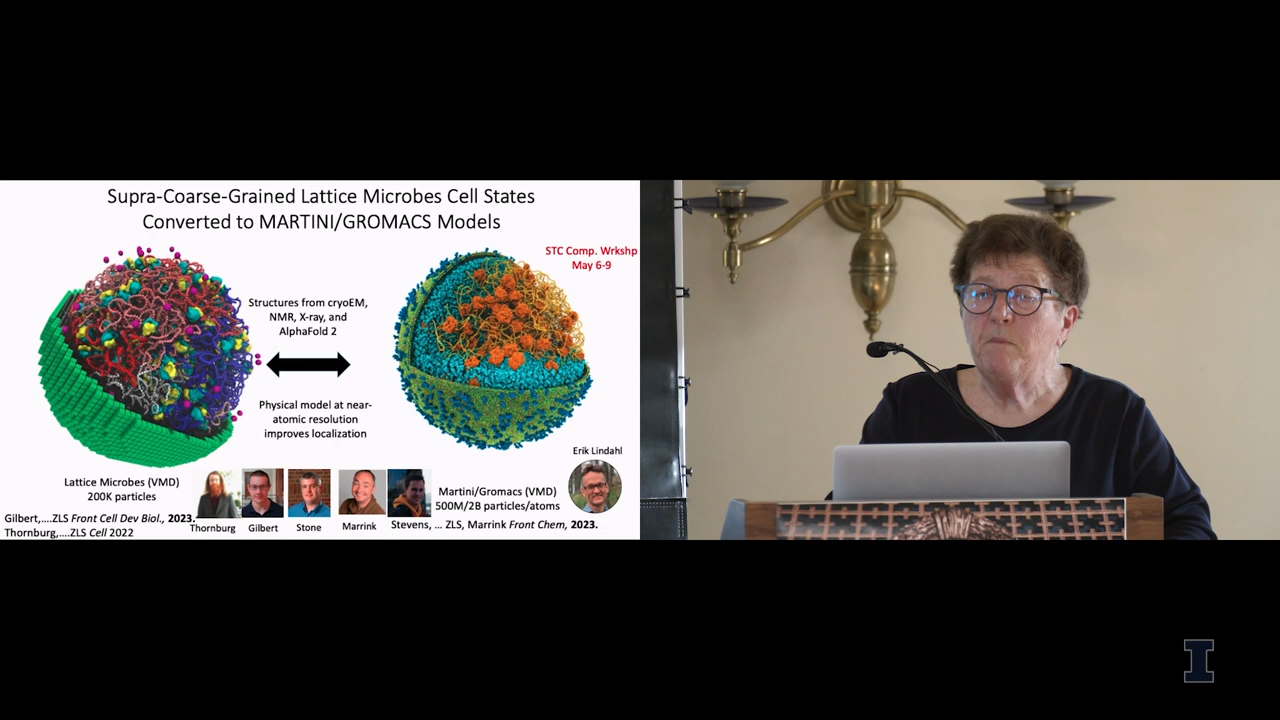 Supra-Coarse-Grained Lattice Microbes Cell States
Converted to MARTINI/GROMACS Models
STC Comp. Wrkshp
May 6-9
Structures from cryoEM,
NMR, X-ray, and
AlphaFold 2
Physical model at near-
atomic resolution
improves localization
Erik Lindahl
Lattice Microbes (VMD)
200K particles
Martini/Gromacs (VMD)
500M/2B particles/atoms
Gilbert,....ZLS Front Cell Dev Biol., 2023.
Thornburg,....ZLS Cell 2022
Thornburg
Gilbert
Stone
Marrink
Stevens, ... ZLS, Marrink Front Chem, 2023.
I